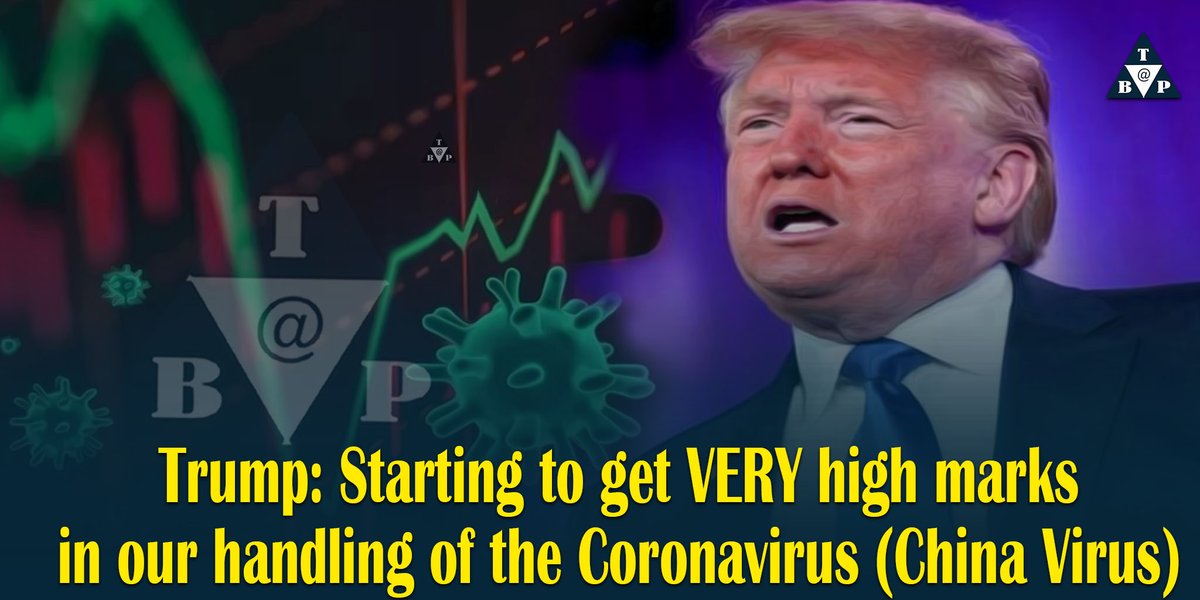 T
@
B P
T
@
B P
T
@
B P
Trump: Starting to get VERY high marks
in our handling of the Coronavirus (China Virus)